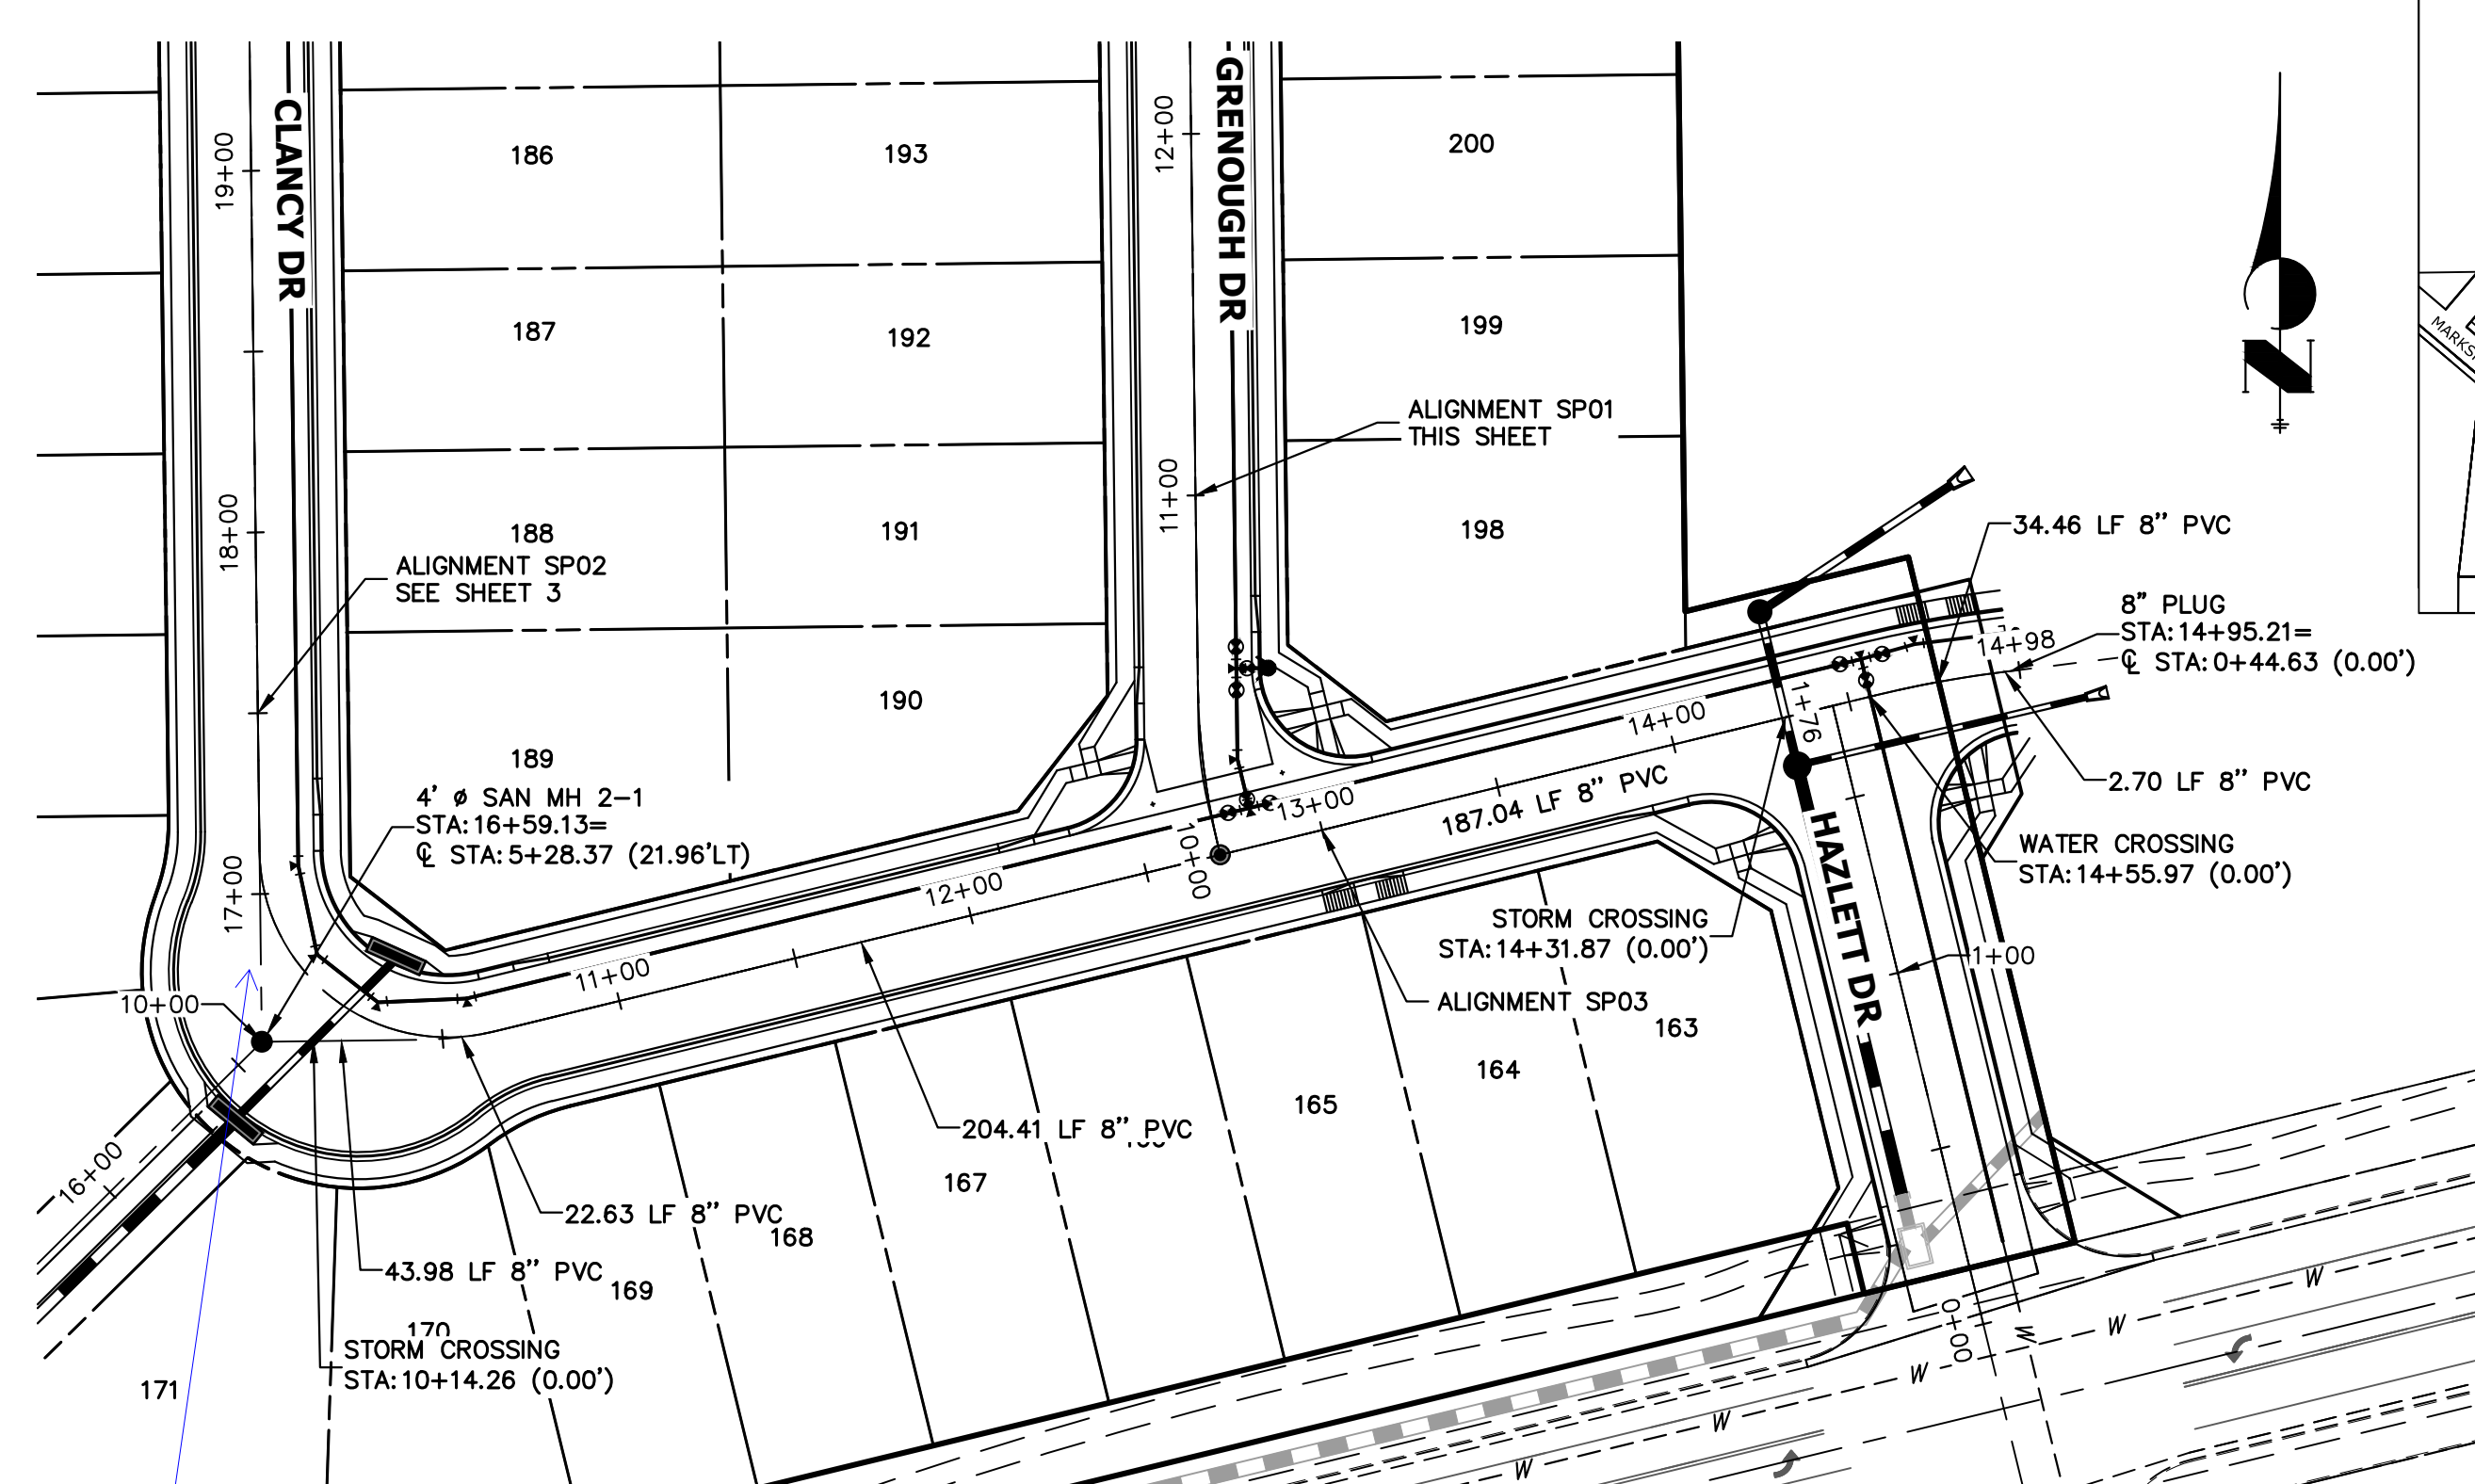 CLANCY DR
GRENOUGH DR
HAZLETT DR
19+00
18+00
17+00
16+00
12+00
11+00
10+00
186
193
200
187
192
199
188
191
198
189
190
ALIGNMENT SP01
THIS SHEET
ALIGNMENT SP02
SEE SHEET 3
4' ø SAN MH 2-1
STA:16+59.13=
℄ STA:5+28.37 (21.96'LT)
10+00
11+00
12+00
13+00
14+00
14+98
1+76
1+00
0+00
187.04 LF 8" PVC
34.46 LF 8" PVC
8" PLUG
STA:14+95.21=
℄ STA:0+44.63 (0.00')
2.70 LF 8" PVC
WATER CROSSING
STA:14+55.97 (0.00')
STORM CROSSING
STA:14+31.87 (0.00')
ALIGNMENT SP03
163
164
165
167
168
169
170
171
204.41 LF 8" PVC
22.63 LF 8" PVC
43.98 LF 8" PVC
STORM CROSSING
STA:10+14.26 (0.00')
N
W
W
W
W
W
W